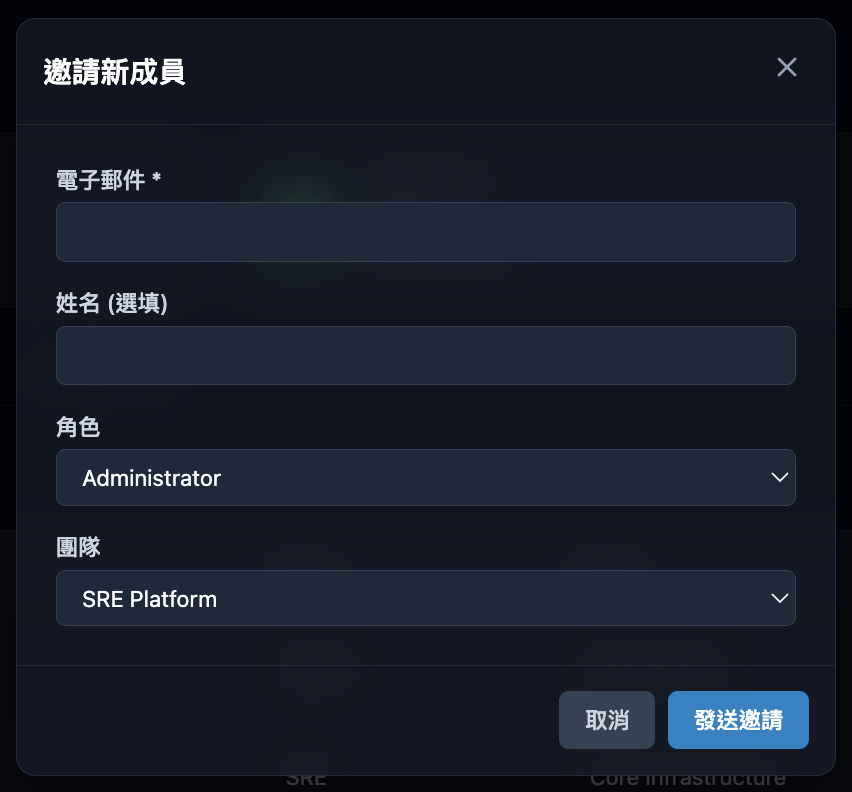 邀請新成員
電子郵件 *
姓名 (選填)
角色
Administrator
團隊
SRE Platform
取消
發送邀請
SRE
Core Infrastructure